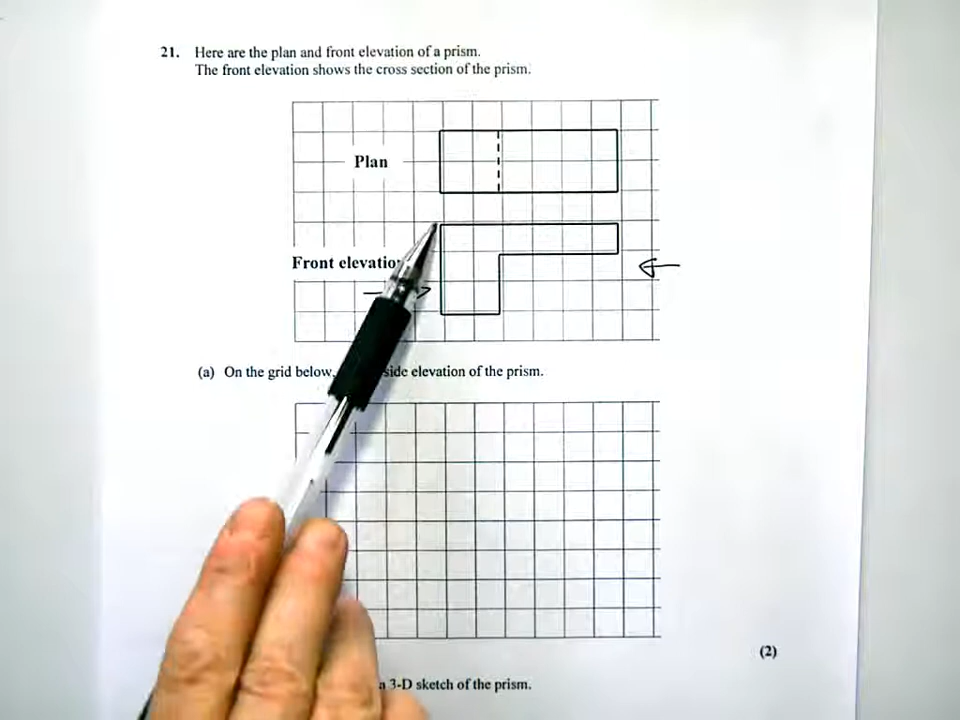 21. Here are the plan and front elevation of a prism.
The front elevation shows the cross section of the prism.
Plan
Front elevation
(a) On the grid below, side elevation of the prism.
(2)
a 3-D sketch of the prism.